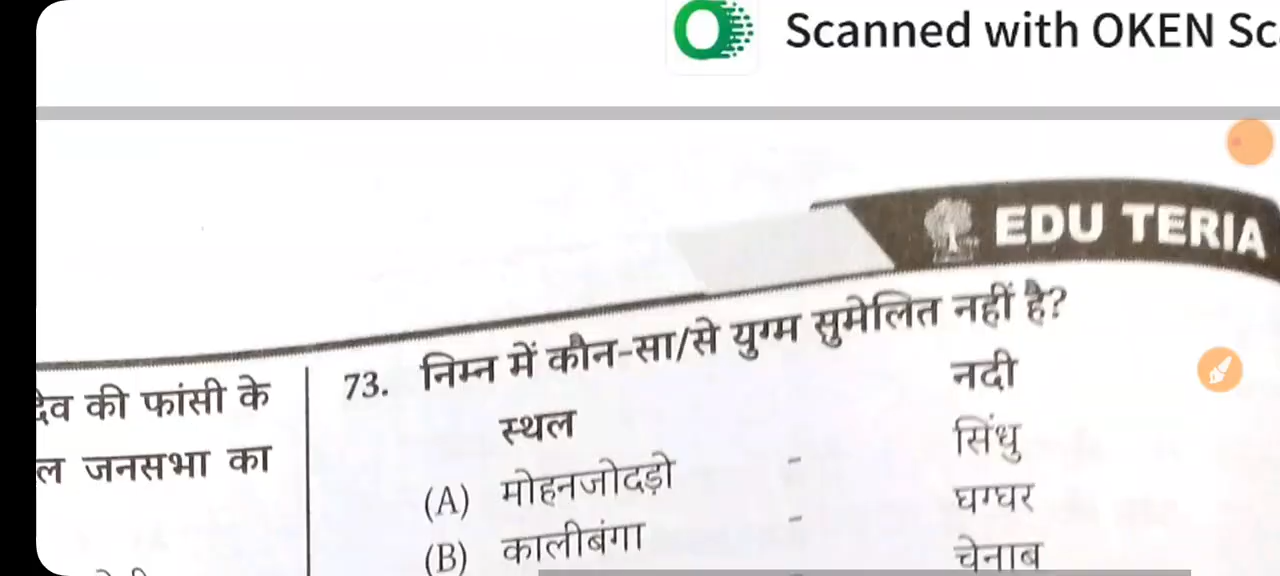 Scanned with OKEN Sc
EDU TERIA
देव की फांसी के
ल जनसभा का
73. निम्न में कौन-सा/से युग्म सुमेलित नहीं है?
स्थल नदी
(A) मोहनजोदड़ो - सिंधु
(B) कालीबंगा - घग्घर
चेनाब